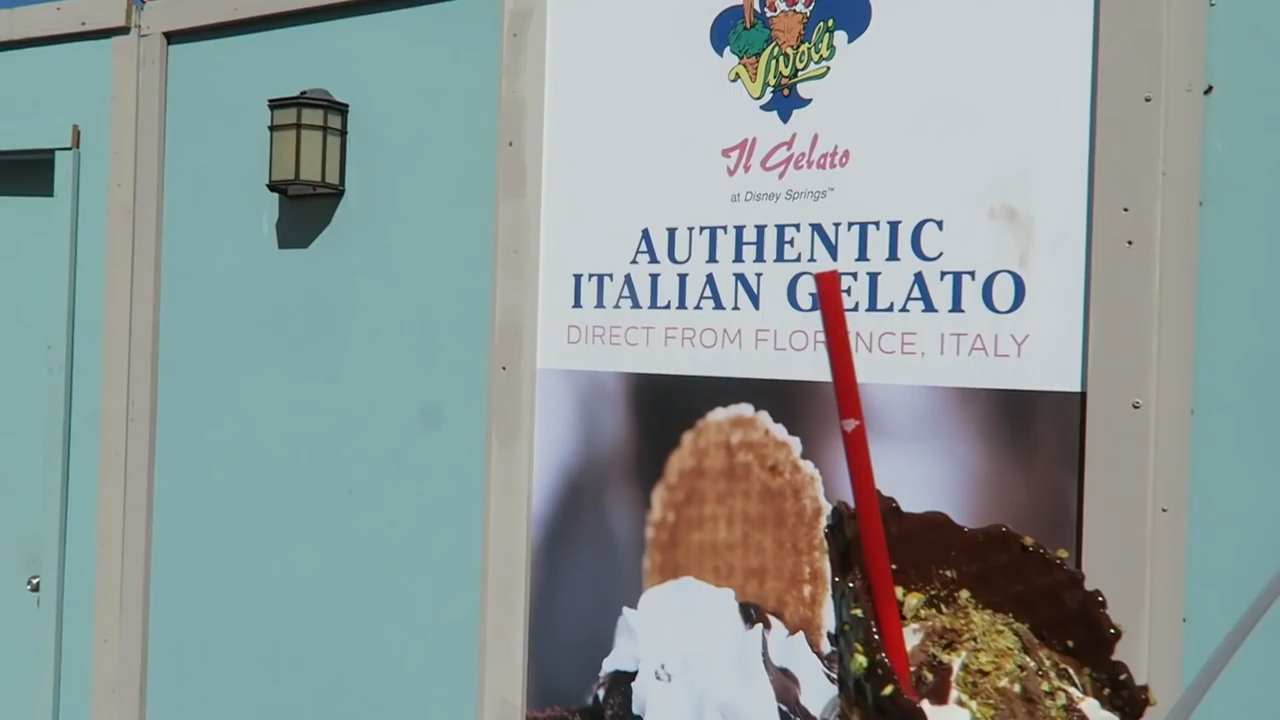 Vivoli
Il Gelato
at Disney Springs™
AUTHENTIC
ITALIAN GELATO
DIRECT FROM FLORENCE, ITALY